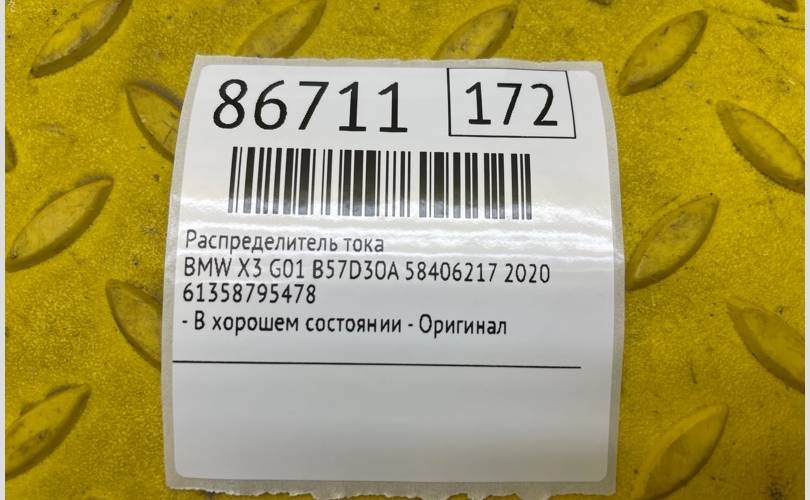 86711 172
Распределитель тока
BMW X3 G01 B57D30A 58406217 2020
61358795478
- В хорошем состоянии - Оригинал